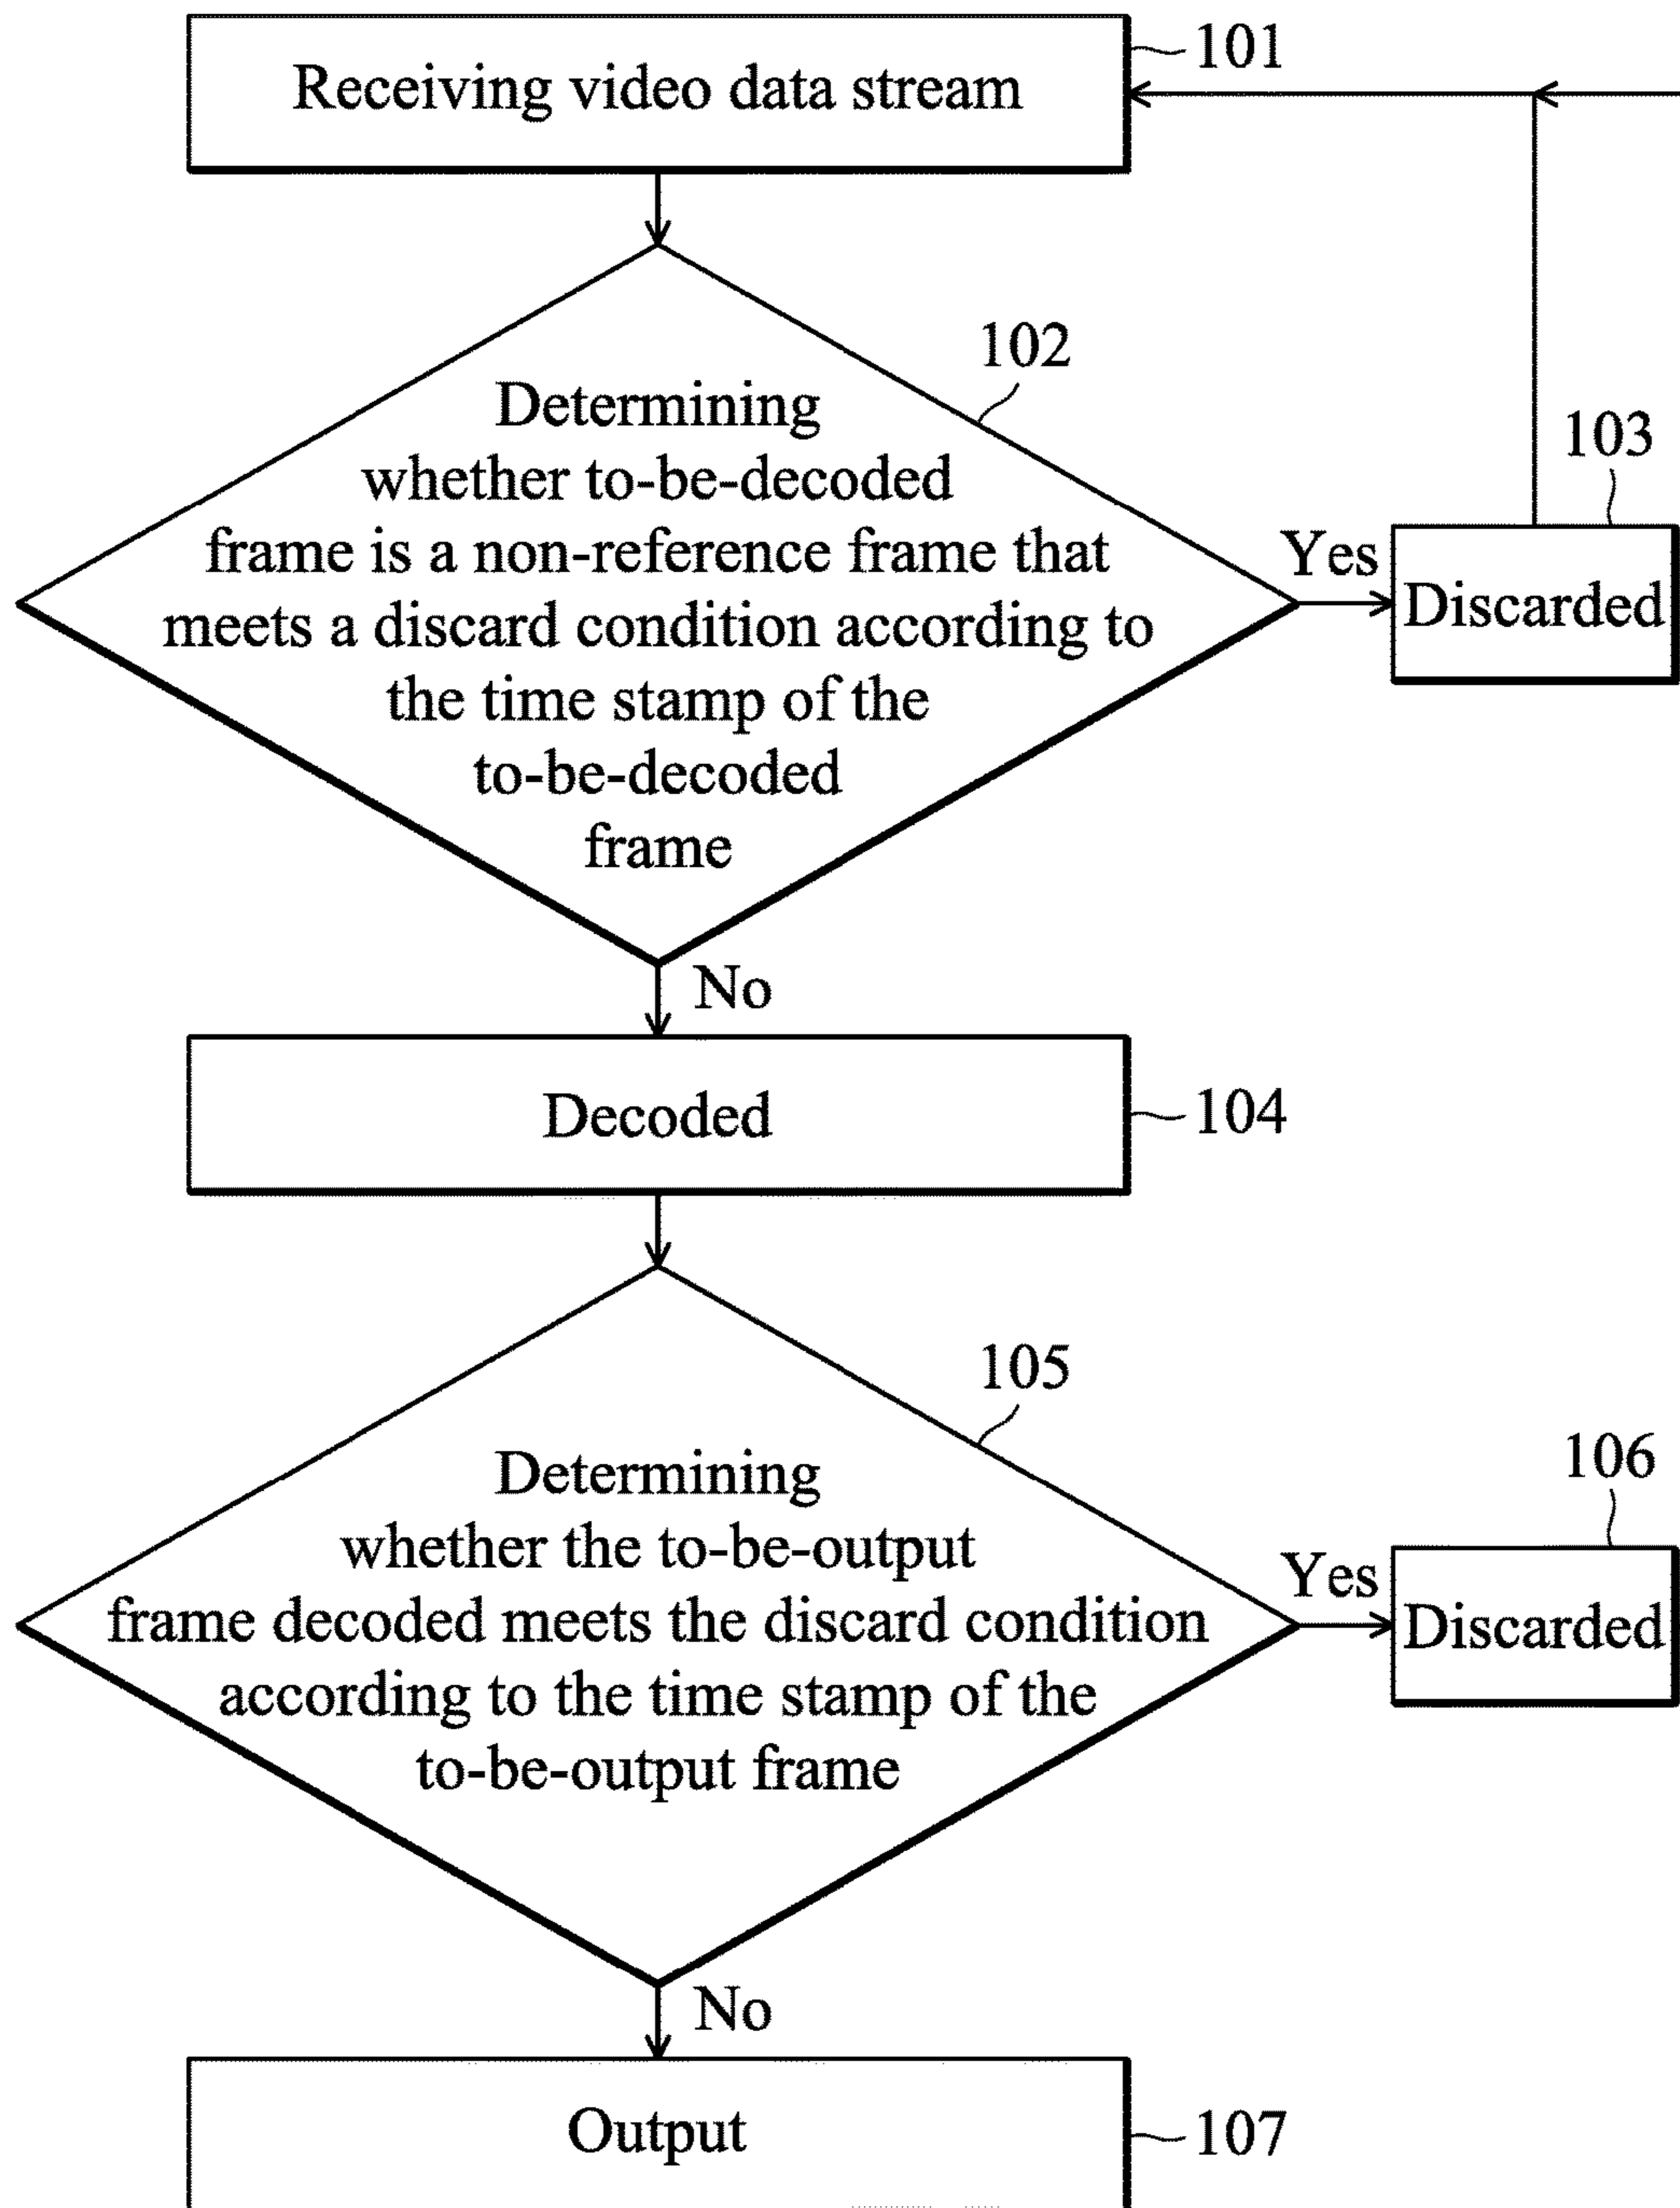 Receiving video data stream
101
102
Determining
whether to-be-decoded
frame is a non-reference frame that
meets a discard condition according to
the time stamp of the
to-be-decoded
frame
Yes
103
Discarded
No
Decoded
104
105
Determining
whether the to-be-output
frame decoded meets the discard condition
according to the time stamp of the
to-be-output frame
Yes
106
Discarded
No
Output
107